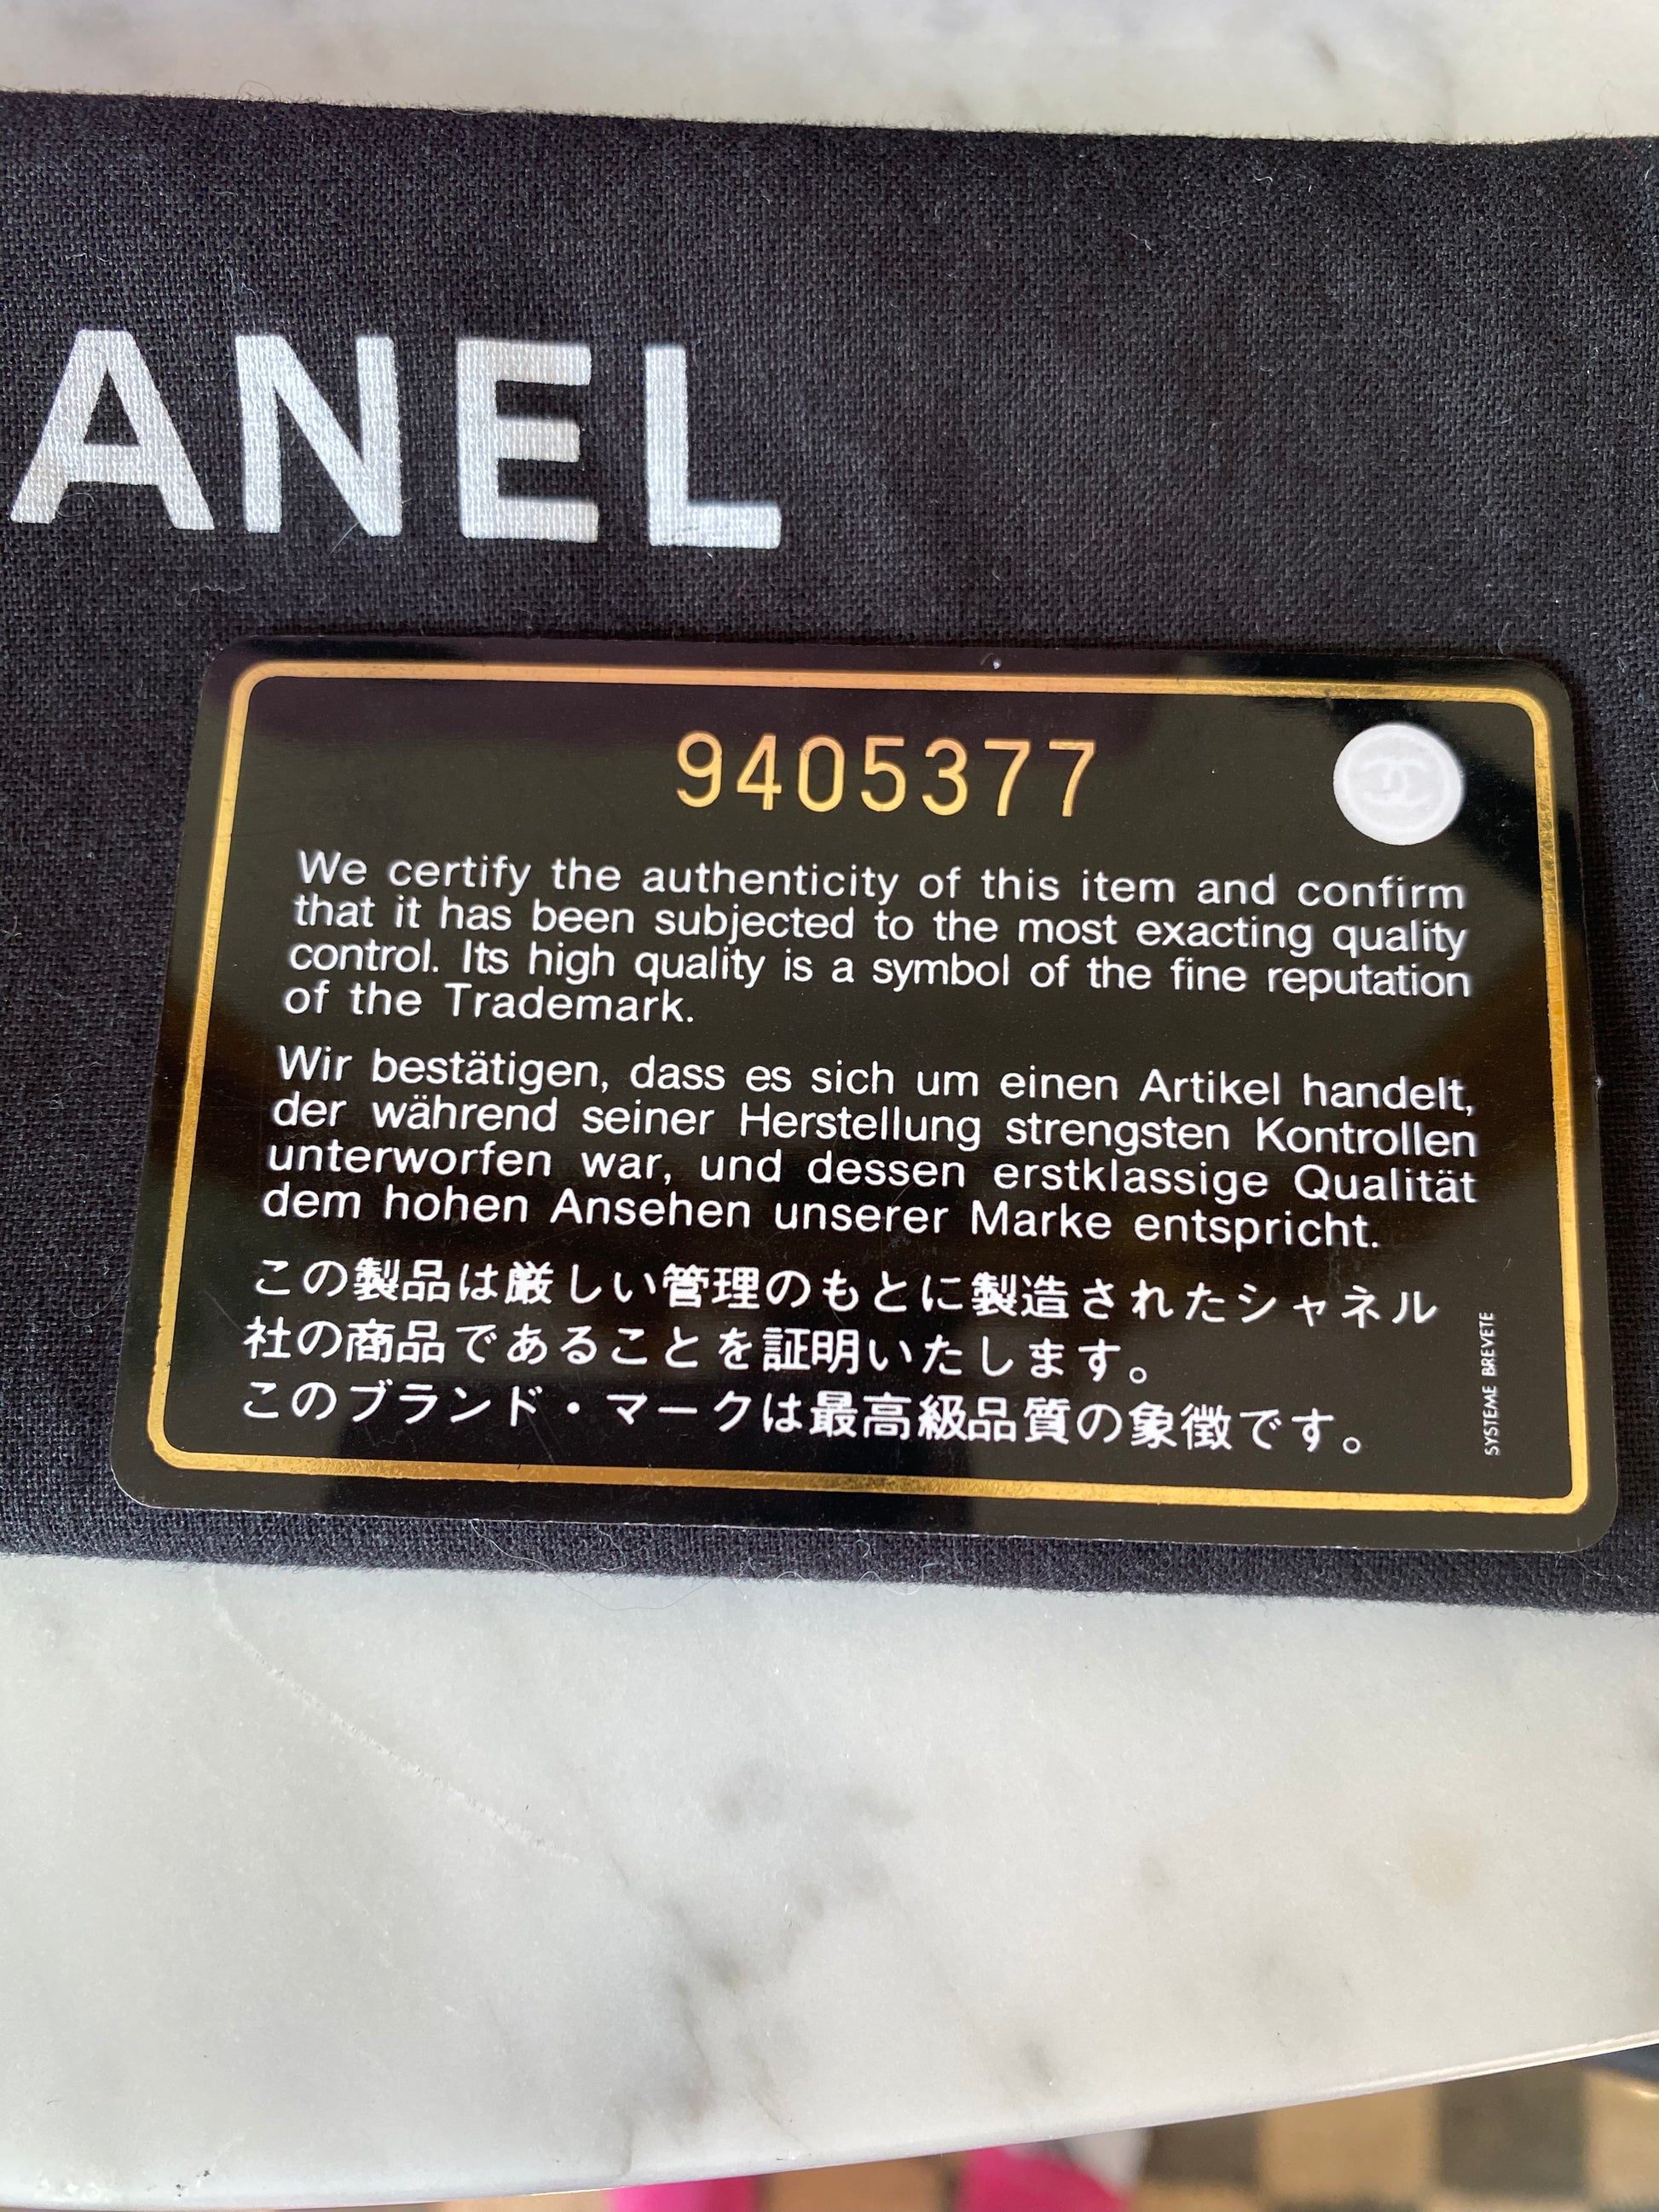 ANEL
9405377
We certify the authenticity of this item and confirm
that it has been subjected to the most exacting quality
control. Its high quality is a symbol of the fine reputation
of the Trademark.
Wir bestätigen, dass es sich um einen Artikel handelt,
der während seiner Herstellung strengsten Kontrollen
unterworfen war, und dessen erstklassige Qualität
dem hohen Ansehen unserer Marke entspricht.
この製品は厳しい管理のもとに製造されたシャネル
社の商品であることを証明いたします。
このブランド・マークは最高級品質の象徴です。
SYSTEME BREVETE